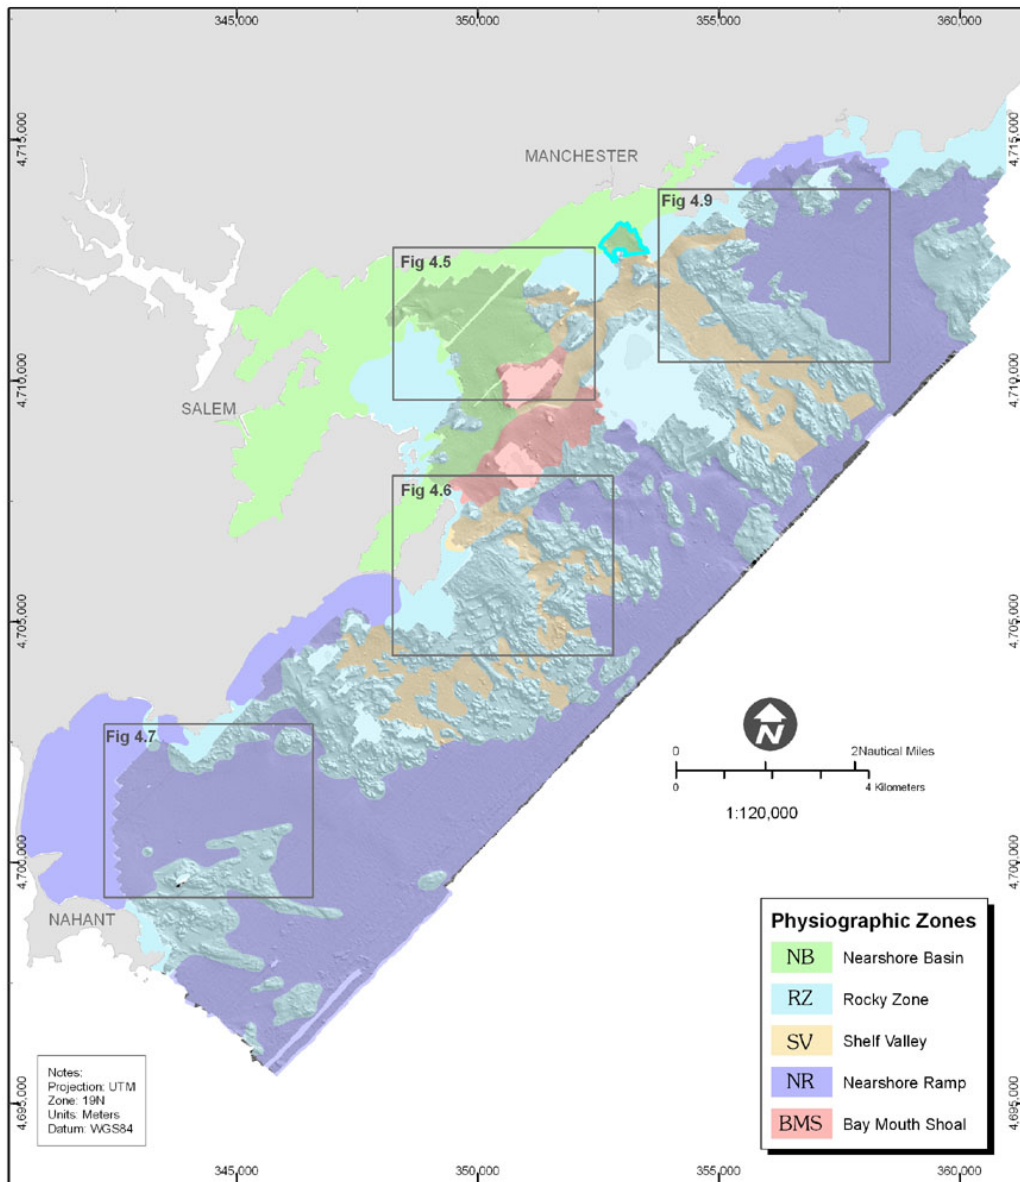 345,000 350,000 355,000 360,000
4,715,000 4,715,000
MANCHESTER
Fig 4.9
Fig 4.5
4,710,000 4,710,000
SALEM
Fig 4.6
4,705,000 4,705,000
N
Fig 4.7
0 2 Nautical Miles
0 4 Kilometers
1:120,000
4,700,000 4,700,000
NAHANT
Physiographic Zones
NB Nearshore Basin
RZ Rocky Zone
SV Shelf Valley
NR Nearshore Ramp
BMS Bay Mouth Shoal
Notes:
Projection: UTM
Zone: 19N
Units: Meters
Datum: WGS84
4,695,000 4,695,000
345,000 350,000 355,000 360,000